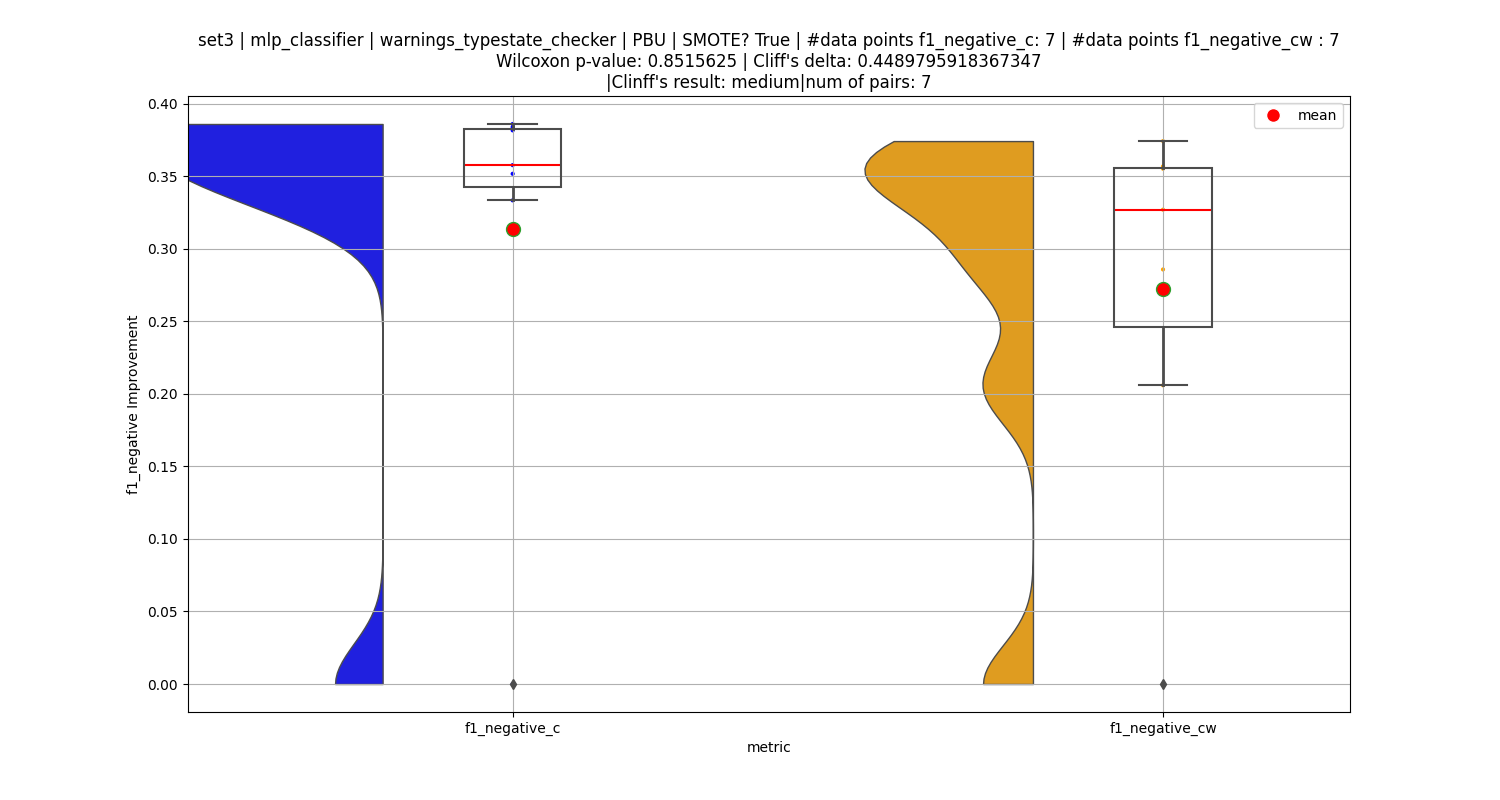 set3 | mlp_classifier | warnings_typestate_checker | PBU | SMOTE? True | #data points f1_negative_c: 7 | #data points f1_negative_cw : 7
Wilcoxon p-value: 0.8515625 | Cliff's delta: 0.4489795918367347
|Clinff's result: medium|num of pairs: 7
mean
0.40
0.35
0.30
0.25
0.20
0.15
0.10
0.05
0.00
f1_negative Improvement
f1_negative_c
f1_negative_cw
metric